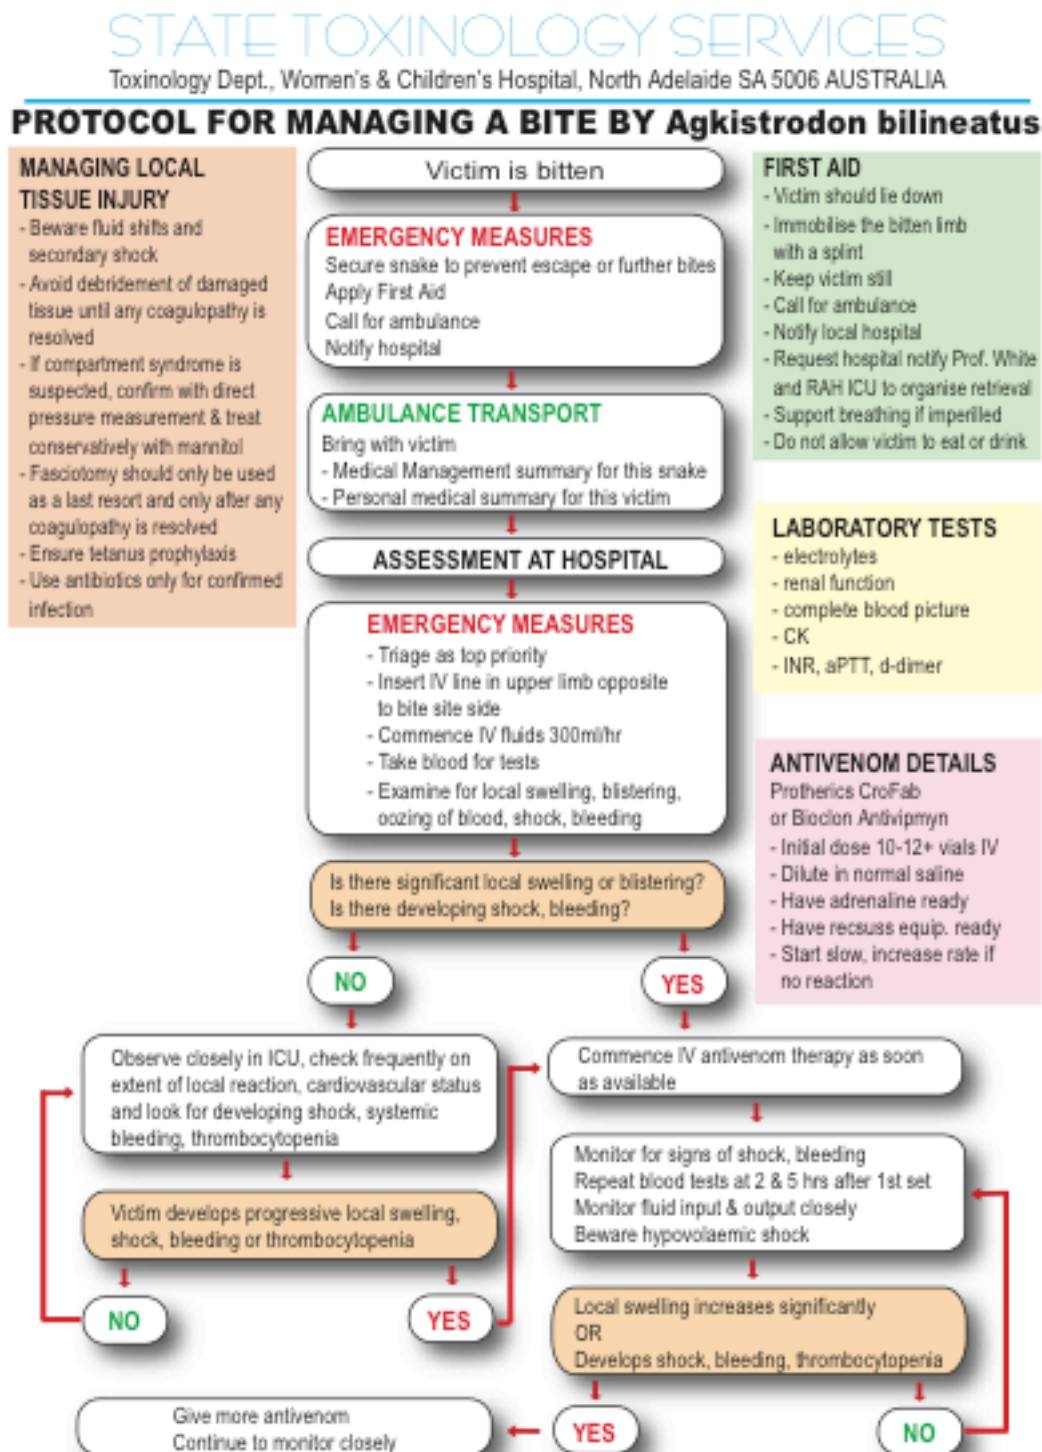 STATE TOXINOLOGY SERVICES
Toxinology Dept., Women's & Children's Hospital, North Adelaide SA 5006 AUSTRALIA
PROTOCOL FOR MANAGING A BITE BY Agkistrodon bilineatus
MANAGING LOCAL
TISSUE INJURY
- Beware fluid shifts and
secondary shock
- Avoid debridement of damaged
tissue until any coagulopathy is
resolved
- If compartment syndrome is
suspected, confirm with direct
pressure measurement & treat
conservatively with mannitol
- Fasciotomy should only be used
as a last resort and only after any
coagulopathy is resolved
- Ensure tetanus prophylaxis
- Use antibiotics only for confirmed
infection
Victim is bitten
EMERGENCY MEASURES
Secure snake to prevent escape or further bites
Apply First Aid
Call for ambulance
Notify hospital
AMBULANCE TRANSPORT
Bring with victim
- Medical Management summary for this snake
- Personal medical summary for this victim
ASSESSMENT AT HOSPITAL
EMERGENCY MEASURES
- Triage as top priority
- Insert IV line in upper limb opposite
to bite site side
- Commence IV fluids 300ml/hr
- Take blood for tests
- Examine for local swelling, blistering,
oozing of blood, shock, bleeding
FIRST AID
- Victim should lie down
- Immobilise the bitten limb
with a splint
- Keep victim still
- Call for ambulance
- Notify local hospital
- Request hospital notify Prof. White
and RAH ICU to organise retrieval
- Support breathing if imperilled
- Do not allow victim to eat or drink
LABORATORY TESTS
- electrolytes
- renal function
- complete blood picture
- CK
- INR, aPTT, d-dimer
ANTIVENOM DETAILS
Protherics CroFab
or Bioclon Antivipmyn
- Initial dose 10-12+ vials IV
- Dilute in normal saline
- Have adrenaline ready
- Have recsuss equip. ready
- Start slow, increase rate if
no reaction
Is there significant local swelling or blistering?
Is there developing shock, bleeding?
NO
YES
Observe closely in ICU, check frequently on
extent of local reaction, cardiovascular status
and look for developing shock, systemic
bleeding, thrombocytopenia
Victim develops progressive local swelling,
shock, bleeding or thrombocytopenia
NO
YES
Commence IV antivenom therapy as soon
as available
Monitor for signs of shock, bleeding
Repeat blood tests at 2 & 5 hrs after 1st set
Monitor fluid input & output closely
Beware hypovolaemic shock
Local swelling increases significantly
OR
Develops shock, bleeding, thrombocytopenia
YES
NO
Give more antivenom
Continue to monitor closely